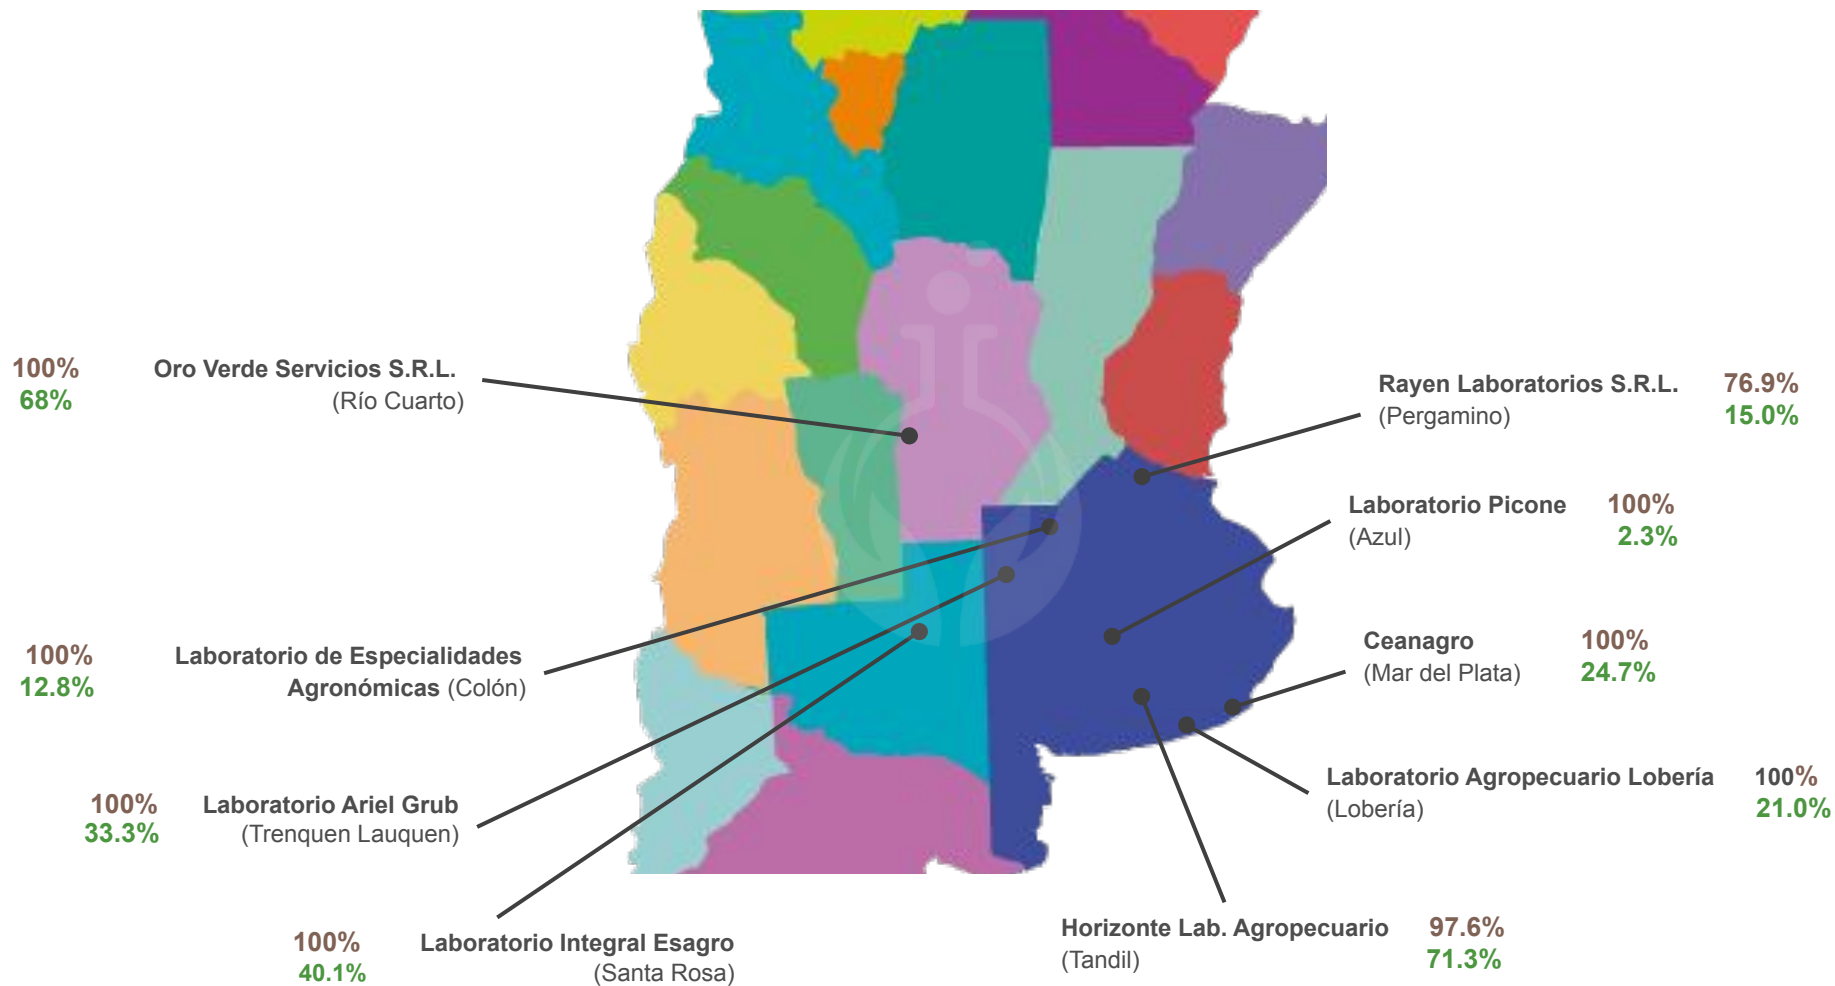 100%
68%
Oro Verde Servicios S.R.L.
(Río Cuarto)
100%
12.8%
Laboratorio de Especialidades
Agronómicas (Colón)
100%
33.3%
Laboratorio Ariel Grub
(Trenquen Lauquen)
100%
40.1%
Laboratorio Integral Esagro
(Santa Rosa)
Rayen Laboratorios S.R.L.
(Pergamino)
76.9%
15.0%
Laboratorio Picone
(Azul)
100%
2.3%
Ceanagro
(Mar del Plata)
100%
24.7%
Laboratorio Agropecuario Lobería
(Lobería)
100%
21.0%
Horizonte Lab. Agropecuario
(Tandil)
97.6%
71.3%